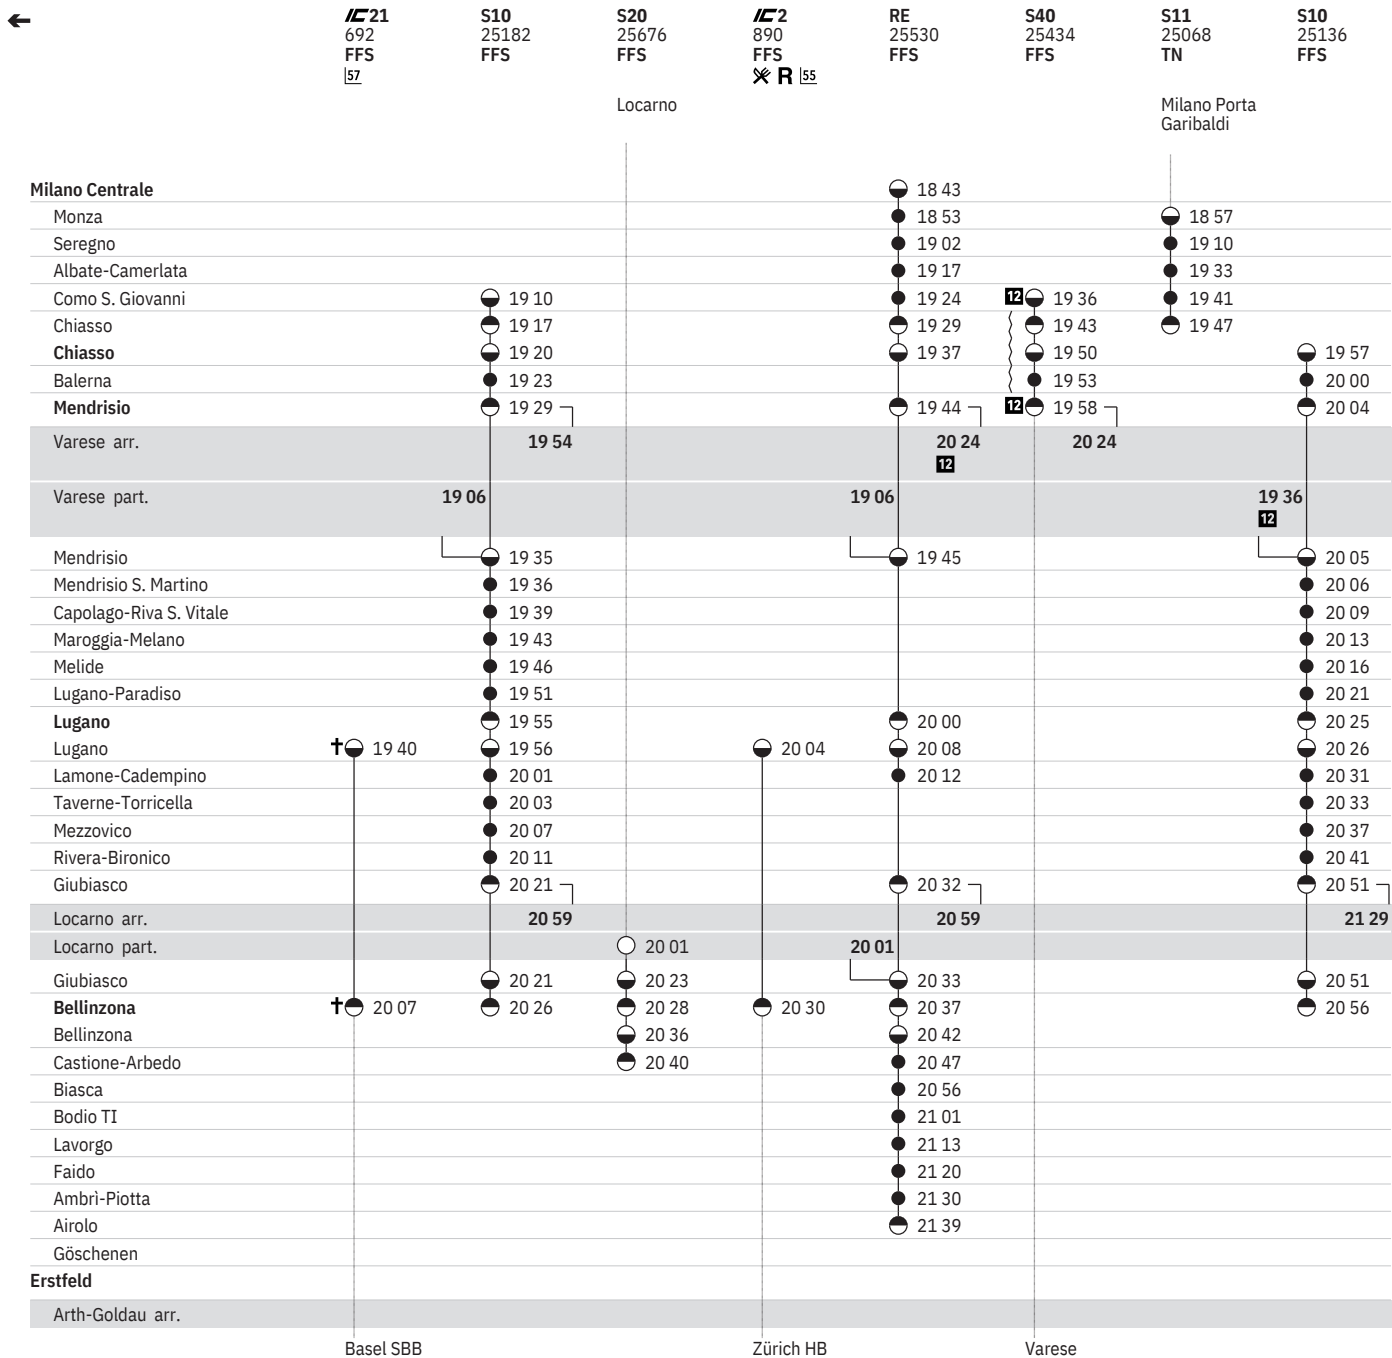 IC 21 S10 S20 IC 2 RE S40 S11 S10
692 25182 25676 890 25530 25434 25068 25136
FFS FFS FFS FFS FFS FFS TN FFS
57 R 55
Locarno Milano Porta
Garibaldi
Milano Centrale 18 43
Monza 18 53 18 57
Seregno 19 02 19 10
Albate-Camerlata 19 17 19 33
Como S. Giovanni 19 10 19 24 12 19 36 19 41
Chiasso 19 17 19 29 19 43 19 47
Chiasso 19 20 19 37 19 50 19 57
Balerna 19 23 19 53 20 00
Mendrisio 19 29 19 44 12 19 58 20 04
Varese arr. 19 54 20 24 20 24
12
Varese part. 19 06 19 06 19 36
12
Mendrisio 19 35 19 45 20 05
Mendrisio S. Martino 19 36 20 06
Capolago-Riva S. Vitale 19 39 20 09
Maroggia-Melano 19 43 20 13
Melide 19 46 20 16
Lugano-Paradiso 19 51 20 21
Lugano 19 55 20 00 20 25
Lugano † 19 40 19 56 20 04 20 08 20 26
Lamone-Cadempino 20 01 20 12 20 31
Taverne-Torricella 20 03 20 33
Mezzovico 20 07 20 37
Rivera-Bironico 20 11 20 41
Giubiasco 20 21 20 32 20 51
Locarno arr. 20 59 20 59 21 29
Locarno part. 20 01 20 01
Giubiasco 20 21 20 23 20 33 20 51
Bellinzona † 20 07 20 26 20 28 20 30 20 37 20 56
Bellinzona 20 36 20 42
Castione-Arbedo 20 40 20 47
Biasca 20 56
Bodio TI 21 01
Lavorgo 21 13
Faido 21 20
Ambrì-Piotta 21 30
Airolo 21 39
Göschenen
Erstfeld
Arth-Goldau arr.
Basel SBB Zürich HB Varese